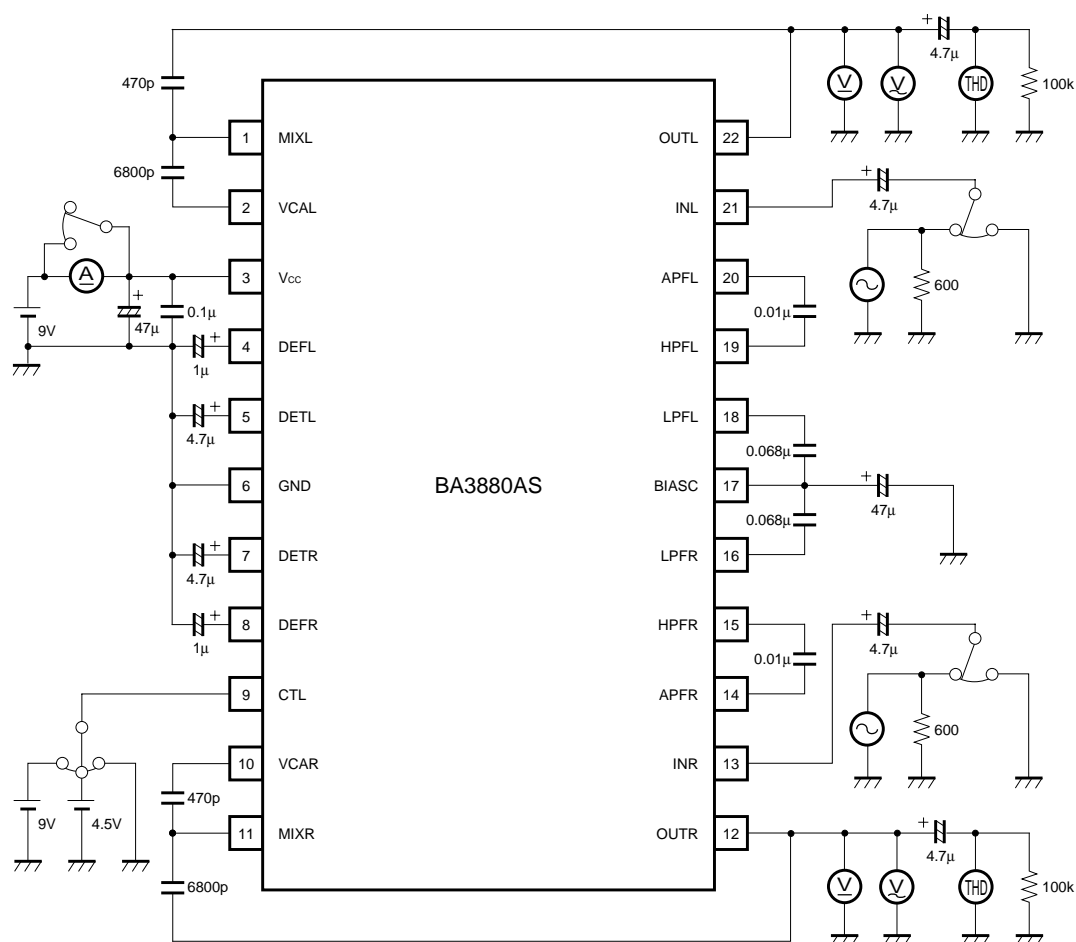 +
4.7μ
V
V
THD
100k
470p
6800p
1 MIXL
OUTL 22
2 VCAL
INL 21
+
4.7μ
A
3 Vcc
APFL 20
+
47μ
0.1μ
9V
0.01μ
600
+
1μ
4 DEFL
HPFL 19
+
4.7μ
5 DETL
LPFL 18
0.068μ
6 GND
BA3880AS
BIASC 17
+
47μ
0.068μ
+
4.7μ
7 DETR
LPFR 16
+
1μ
8 DEFR
HPFR 15
+
4.7μ
0.01μ
9 CTL
APFR 14
600
10 VCAR
INR 13
470p
9V
4.5V
11 MIXR
OUTR 12
+
4.7μ
6800p
V
V
THD
100k